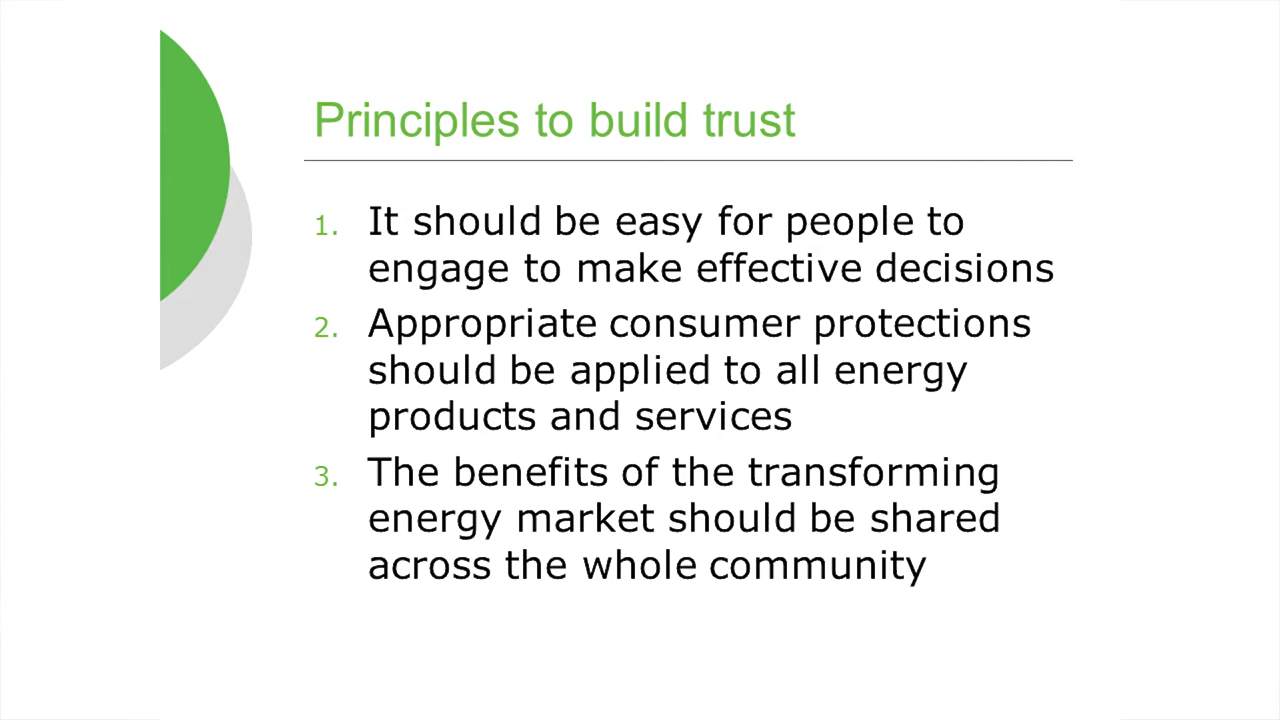 Principles to build trust
1. It should be easy for people to
engage to make effective decisions
2. Appropriate consumer protections
should be applied to all energy
products and services
3. The benefits of the transforming
energy market should be shared
across the whole community